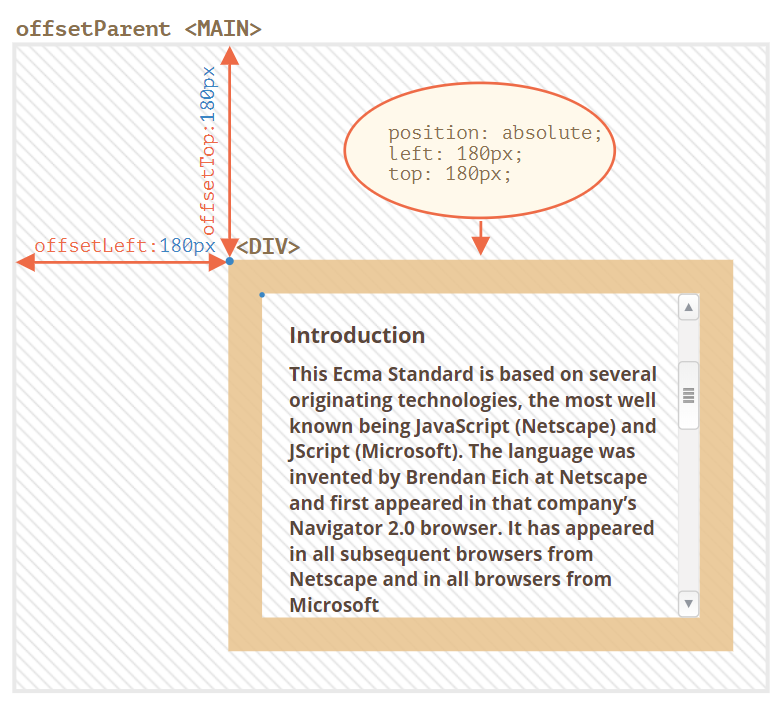 offsetParent <MAIN>
offsetTop:180px
position: absolute;
left: 180px;
top: 180px;
offsetLeft:180px
<DIV>
Introduction
This Ecma Standard is based on several
originating technologies, the most well
known being JavaScript (Netscape) and
JScript (Microsoft). The language was
invented by Brendan Eich at Netscape
and first appeared in that company’s
Navigator 2.0 browser. It has appeared
in all subsequent browsers from
Netscape and in all browsers from
Microsoft